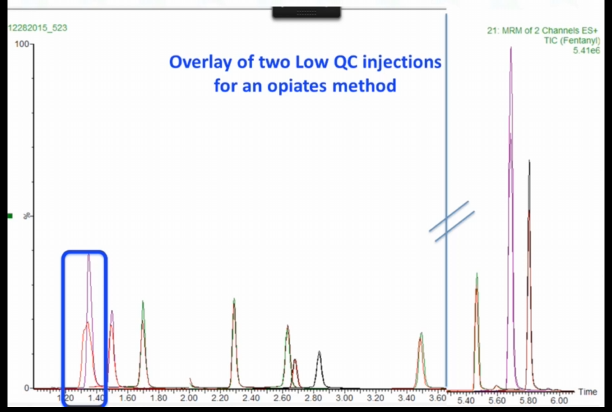 12282015_523
21: MRM of 2 Channels ES+
TIC (Fentanyl)
5.41e6
100
Overlay of two Low QC injections
for an opiates method
%
0
1.20 1.40 1.60 1.80 2.00 2.20 2.40 2.60 2.80 3.00 3.20 3.40 3.60 5.40 5.60 5.80 6.00 Time